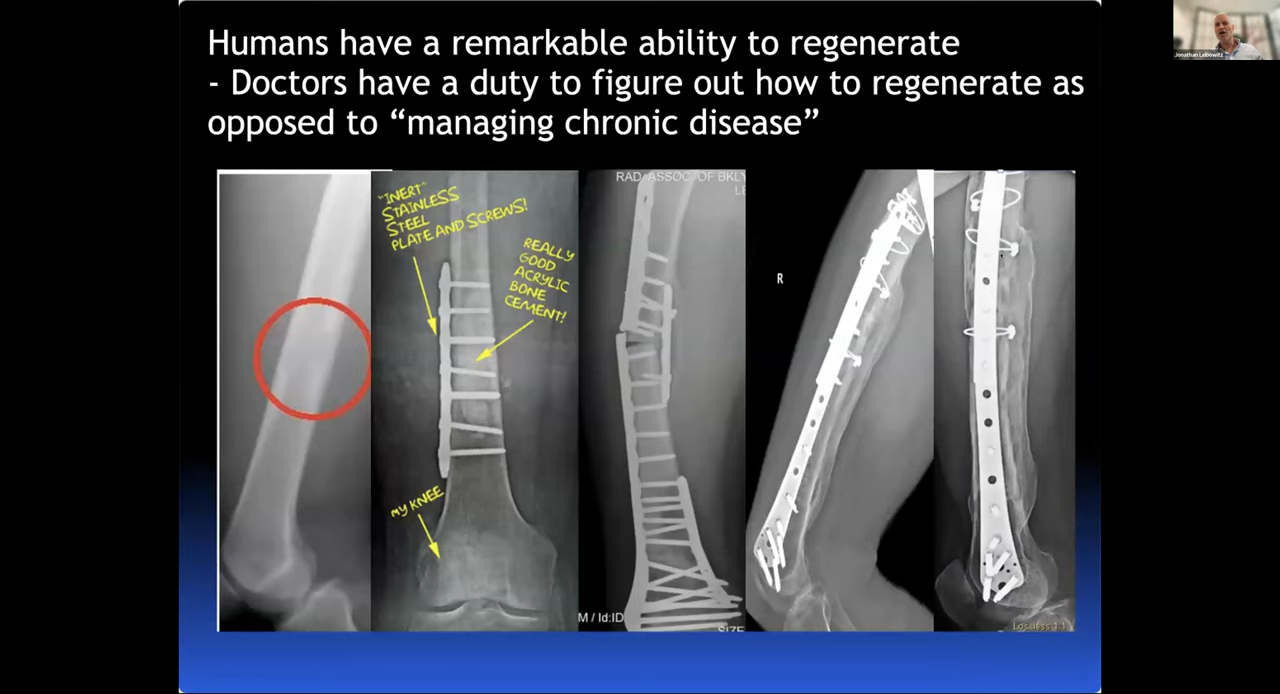 Humans have a remarkable ability to regenerate
- Doctors have a duty to figure out how to regenerate as
opposed to “managing chronic disease”
"INERT"
STAINLESS
STEEL
PLATE AND SCREWS!
REALLY
GOOD
ACRYLIC
BONE
CEMENT!
MY KNEE
RAD ASSOC OF BKLY
LE
M / Id:ID
SIZE
R
Lossless 1:1
Jonathan Leibowitz